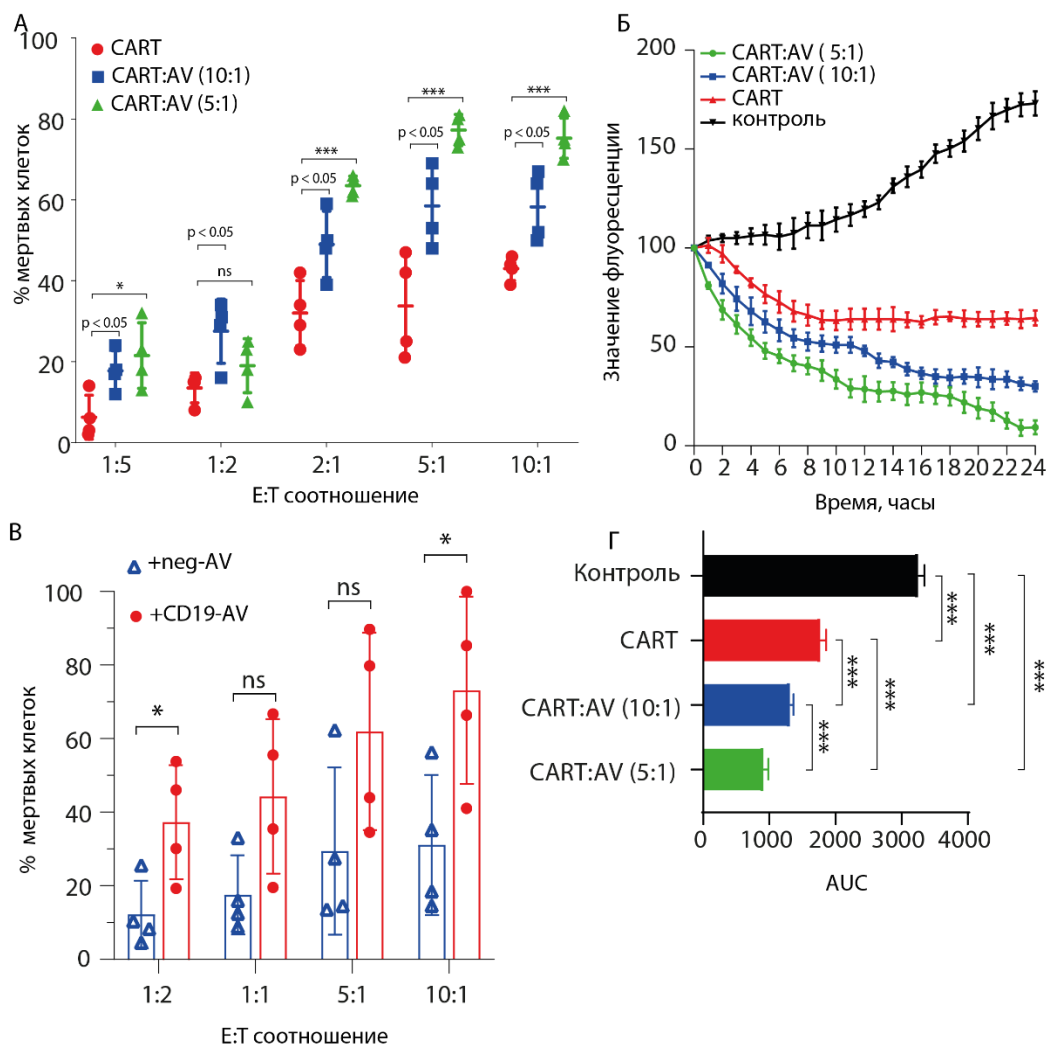 А
100
80
60
40
20
0
% мертвых клеток
CART
CART:AV (10:1)
CART:AV (5:1)
*
p < 0.05
p < 0.05
ns
***
p < 0.05
***
p < 0.05
***
p < 0.05
1:5
1:2
2:1
5:1
10:1
E:T соотношение
Б
200
150
100
50
0
Значение флуоресценции
CART:AV ( 5:1)
CART:AV ( 10:1)
CART
контроль
0 2 4 6 8 10 12 14 16 18 20 22 24
Время, часы
В
+neg-AV
+CD19-AV
100
80
60
40
20
0
% мертвых клеток
*
ns
ns
*
1:2
1:1
5:1
10:1
E:T соотношение
Г
Контроль
CART
CART:AV (10:1)
CART:AV (5:1)
***
***
***
***
***
***
0 1000 2000 3000 4000
AUC